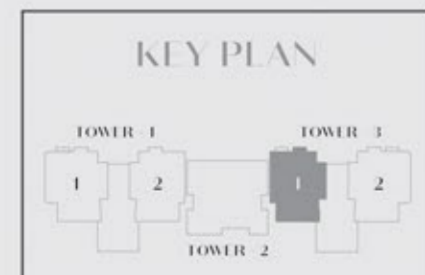 KEY PLAN
TOWER - 1
TOWER - 3
1
2
1
2
TOWER - 2